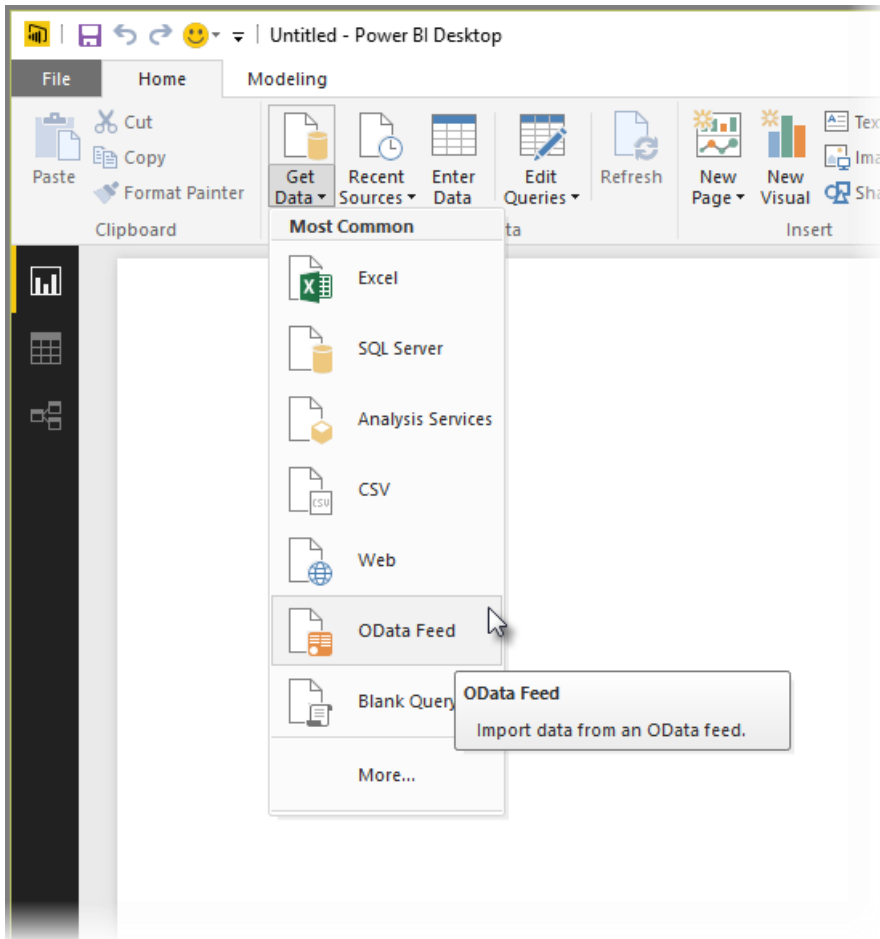 Untitled - Power BI Desktop
File Home Modeling
Cut
Copy
Format Painter
Paste
Get Data
Recent Sources
Enter Data
Edit Queries
Refresh
New Page
New Visual
Clipboard
Insert
Most Common
Excel
SQL Server
Analysis Services
CSV
Web
OData Feed
Blank Query
More...
OData Feed
Import data from an OData feed.